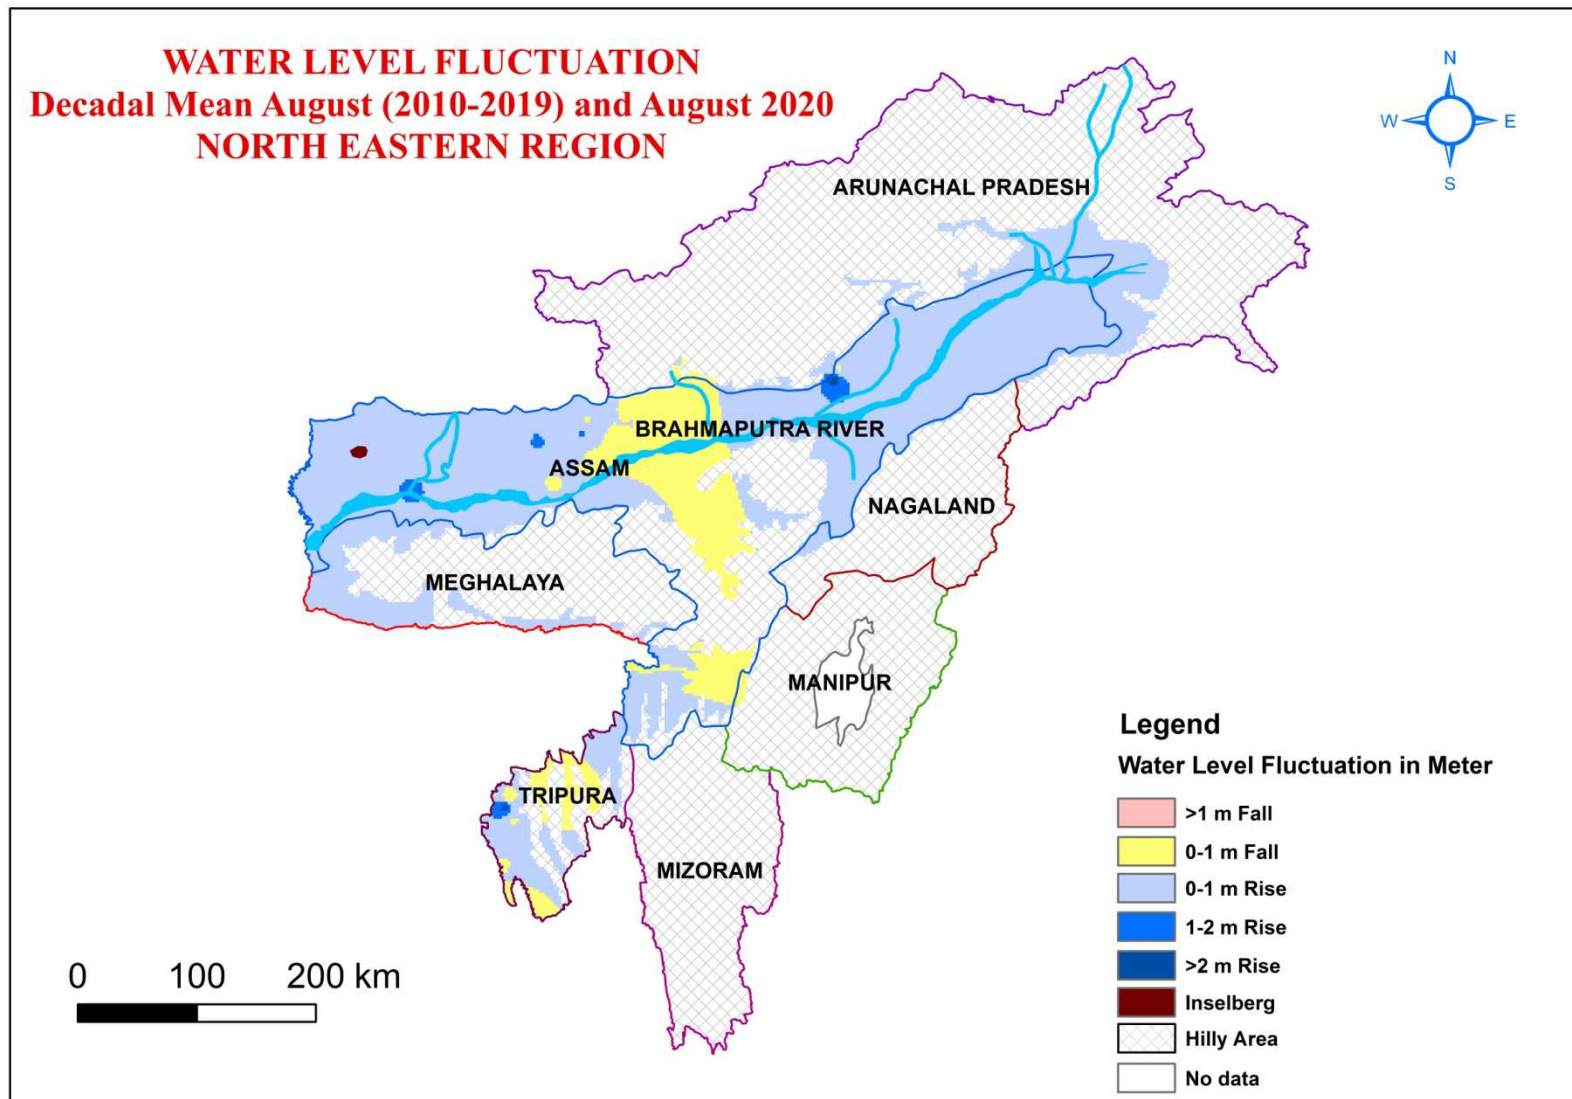 WATER LEVEL FLUCTUATION
Decadal Mean August (2010-2019) and August 2020
NORTH EASTERN REGION
N
W
E
S
ARUNACHAL PRADESH
BRAHMAPUTRA RIVER
ASSAM
NAGALAND
MEGHALAYA
MANIPUR
TRIPURA
MIZORAM
Legend
Water Level Fluctuation in Meter
>1 m Fall
0-1 m Fall
0-1 m Rise
1-2 m Rise
>2 m Rise
Inselberg
Hilly Area
No data
0 100 200 km